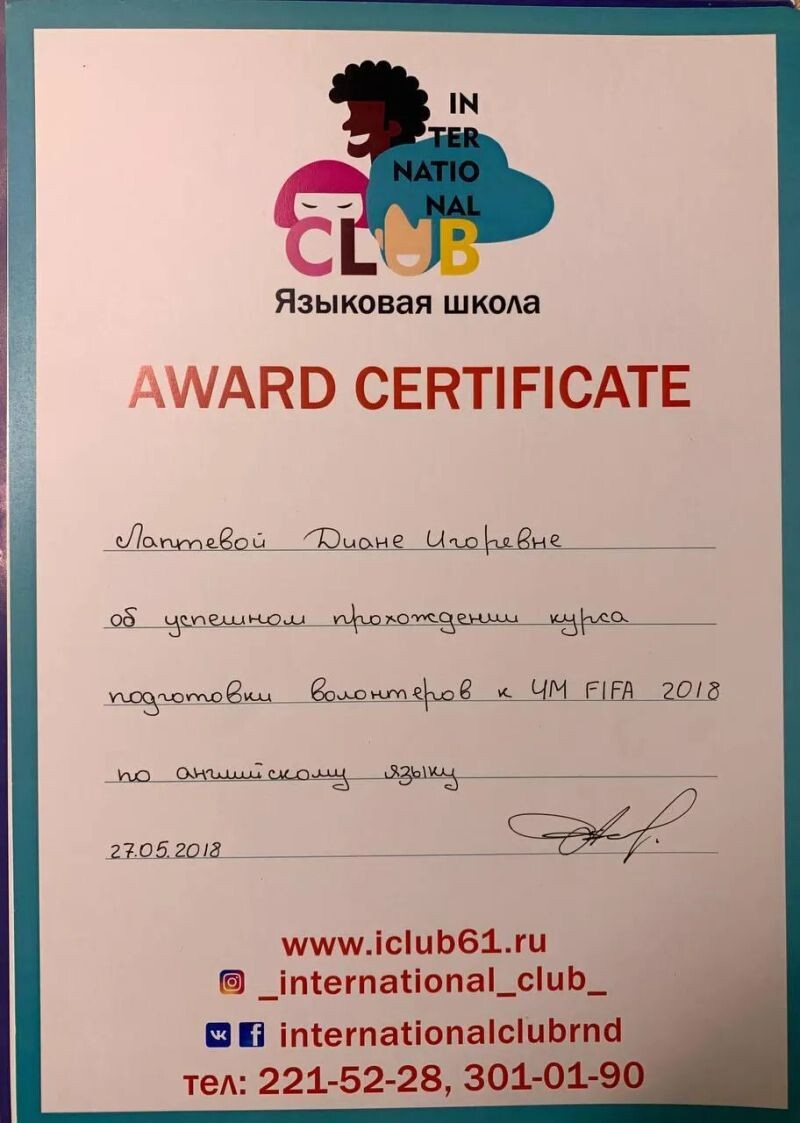 IN
TER
NATIO
NAL
CLUB
Языковая школа
AWARD CERTIFICATE
Лаптевой Диане Игоревне
об успешном прохождении курса
подготовки волонтеров к ЧМ FIFA 2018
по английскому языку
27.05.2018
www.iclub61.ru
_international_club_
internationalclubrnd
тел: 221-52-28, 301-01-90